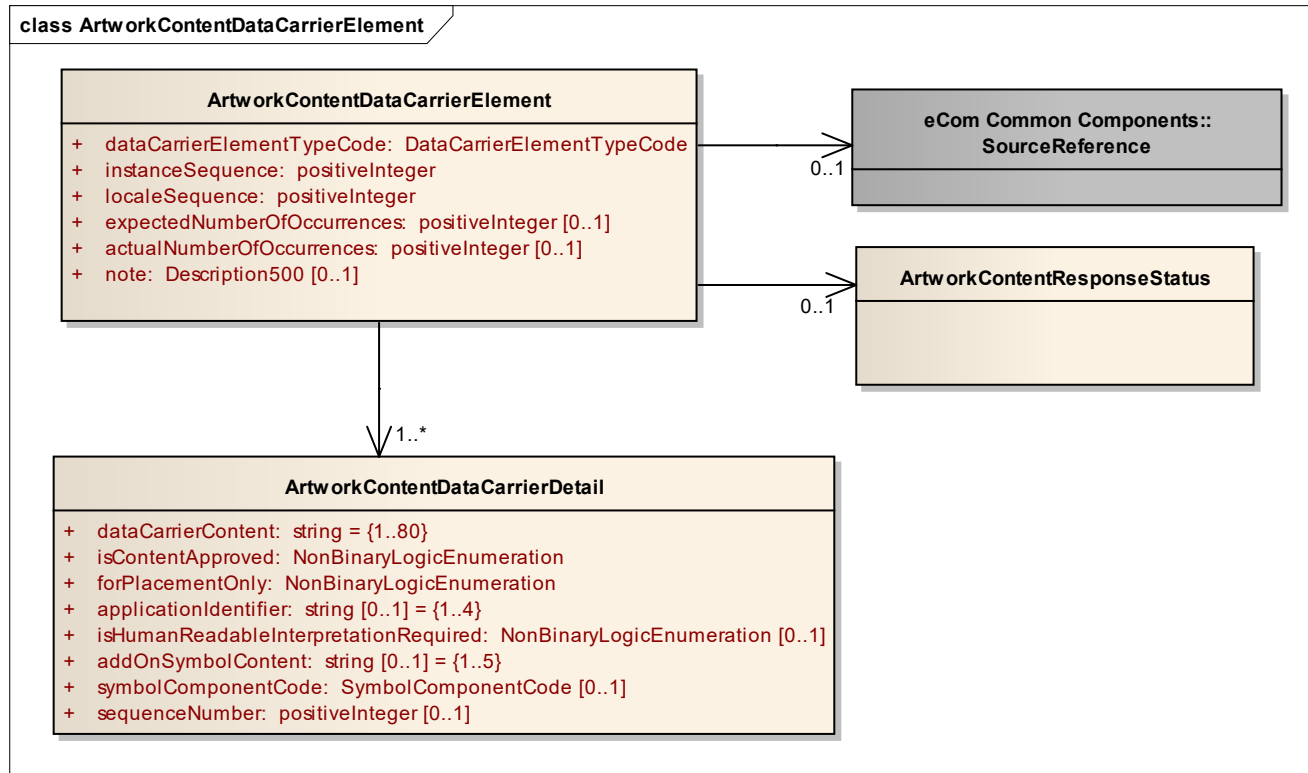 class ArtworkContentDataCarrierElement
ArtworkContentDataCarrierElement
+ dataCarrierElementTypeCode: DataCarrierElementTypeCode
+ instanceSequence: positiveInteger
+ localeSequence: positiveInteger
+ expectedNumberOfOccurrences: positiveInteger [0..1]
+ actualNumberOfOccurrences: positiveInteger [0..1]
+ note: Description500 [0..1]
eCom Common Components::
SourceReference
0..1
ArtworkContentResponseStatus
0..1
1..*
ArtworkContentDataCarrierDetail
+ dataCarrierContent: string = {1..80}
+ isContentApproved: NonBinaryLogicEnumeration
+ forPlacementOnly: NonBinaryLogicEnumeration
+ applicationIdentifier: string [0..1] = {1..4}
+ isHumanReadableInterpretationRequired: NonBinaryLogicEnumeration [0..1]
+ addOnSymbolContent: string [0..1] = {1..5}
+ symbolComponentCode: SymbolComponentCode [0..1]
+ sequenceNumber: positiveInteger [0..1]